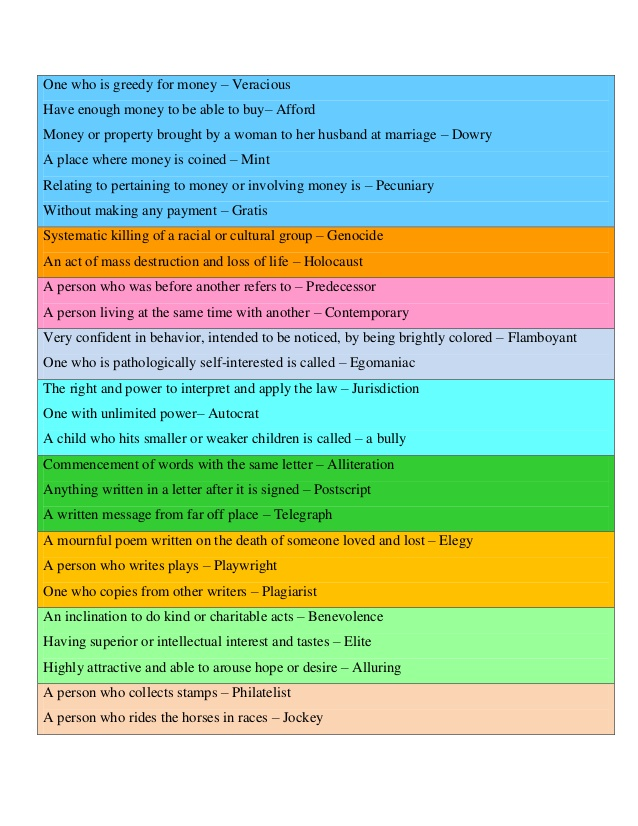 One who is greedy for money – Veracious
Have enough money to be able to buy– Afford
Money or property brought by a woman to her husband at marriage – Dowry
A place where money is coined – Mint
Relating to pertaining to money or involving money is – Pecuniary
Without making any payment – Gratis
Systematic killing of a racial or cultural group – Genocide
An act of mass destruction and loss of life – Holocaust
A person who was before another refers to – Predecessor
A person living at the same time with another – Contemporary
Very confident in behavior, intended to be noticed, by being brightly colored – Flamboyant
One who is pathologically self-interested is called – Egomaniac
The right and power to interpret and apply the law – Jurisdiction
One with unlimited power– Autocrat
A child who hits smaller or weaker children is called – a bully
Commencement of words with the same letter – Alliteration
Anything written in a letter after it is signed – Postscript
A written message from far off place – Telegraph
A mournful poem written on the death of someone loved and lost – Elegy
A person who writes plays – Playwright
One who copies from other writers – Plagiarist
An inclination to do kind or charitable acts – Benevolence
Having superior or intellectual interest and tastes – Elite
Highly attractive and able to arouse hope or desire – Alluring
A person who collects stamps – Philatelist
A person who rides the horses in races – Jockey